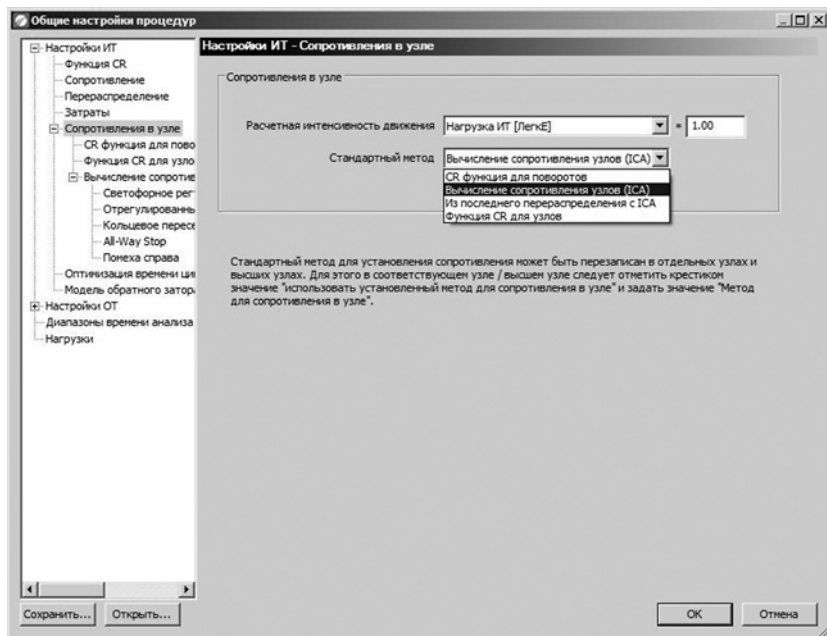 Общие настройки процедур
Настройки ИТ
Функция CR
Сопротивление
Перераспределение
Затраты
Сопротивления в узле
CR функция для пово
Функция CR для узло
Вычисление сопротив
Светофорное рег
Отрегулированнь
Кольцевое пересе
All-Way Stop
Помеха справа
Оптимизация времени ци
Модель обратного затор
Настройки ОТ
Диапазоны времени анализа
Нагрузки
Сохранить...
Открыть...
Настройки ИТ - Сопротивления в узле
Сопротивления в узле
Расчетная интенсивность движения
Нагрузка ИТ [ЛегкЕ]
* 1.00
Стандартный метод
Вычисление сопротивления узлов (ICA)
CR функция для поворотов
Вычисление сопротивления узлов (ICA)
Из последнего перераспределения с ICA
Функция CR для узлов
Стандартный метод для установления сопротивления может быть перезаписан в отдельных узлах и
высших узлах. Для этого в соответствующем узле / высшем узле следует отметить крестиком
значение "использовать установленный метод для сопротивления в узле" и задать значение "Метод
для сопротивления в узле".
OK
Отмена